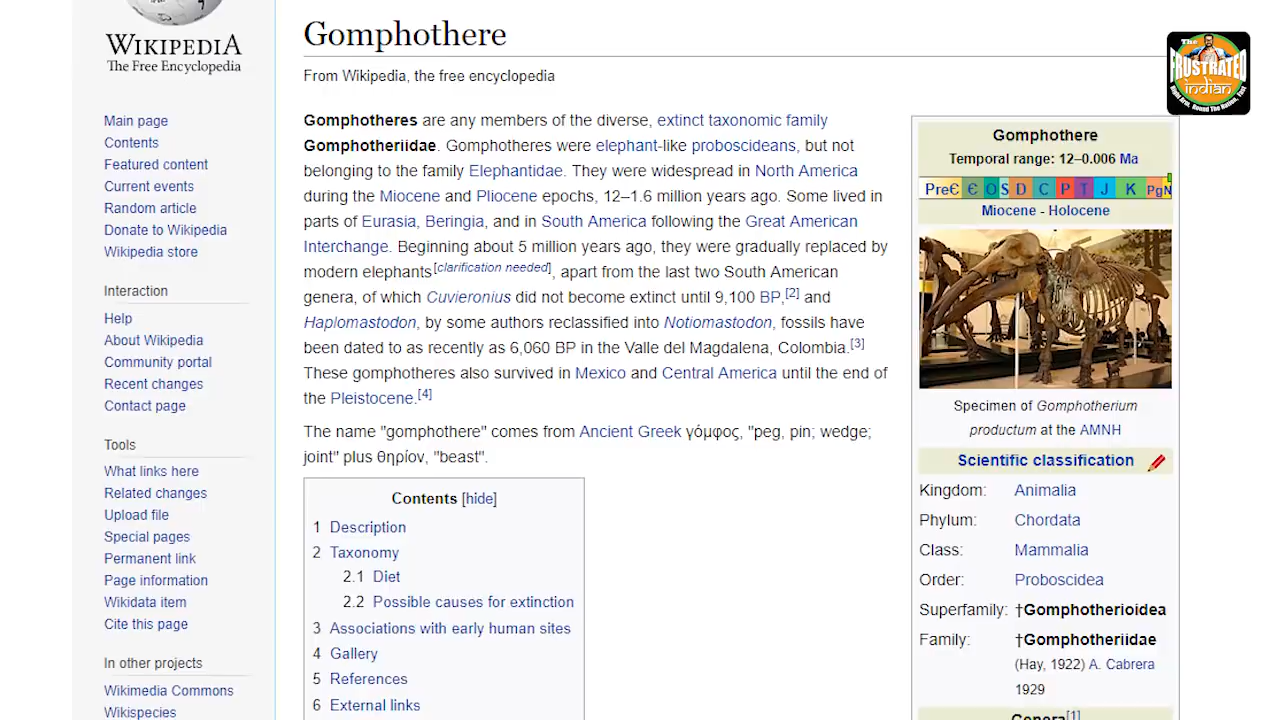 WIKIPEDIA
The Free Encyclopedia
Main page
Contents
Featured content
Current events
Random article
Donate to Wikipedia
Wikipedia store
Interaction
Help
About Wikipedia
Community portal
Recent changes
Contact page
Tools
What links here
Related changes
Upload file
Special pages
Permanent link
Page information
Wikidata item
Cite this page
In other projects
Wikimedia Commons
Wikispecies
Gomphothere
From Wikipedia, the free encyclopedia
Gomphotheres are any members of the diverse, extinct taxonomic family
Gomphotheriidae. Gomphotheres were elephant-like proboscideans, but not
belonging to the family Elephantidae. They were widespread in North America
during the Miocene and Pliocene epochs, 12–1.6 million years ago. Some lived in
parts of Eurasia, Beringia, and in South America following the Great American
Interchange. Beginning about 5 million years ago, they were gradually replaced by
modern elephants[clarification needed], apart from the last two South American
genera, of which Cuvieronius did not become extinct until 9,100 BP,[2] and
Haplomastodon, by some authors reclassified into Notiomastodon, fossils have
been dated to as recently as 6,060 BP in the Valle del Magdalena, Colombia.[3]
These gomphotheres also survived in Mexico and Central America until the end of
the Pleistocene.[4]
The name "gomphothere" comes from Ancient Greek γόμφος, "peg, pin; wedge;
joint" plus θηρίον, "beast".
Contents [hide]
1 Description
2 Taxonomy
2.1 Diet
2.2 Possible causes for extinction
3 Associations with early human sites
4 Gallery
5 References
6 External links
The
FRUSTRATED
indian
Gomphothere
Temporal range: 12–0.006 Ma
PreЄ Є O S D C P T J K PgN
Miocene - Holocene
Specimen of Gomphotherium
productum at the AMNH
Scientific classification
Kingdom: Animalia
Phylum: Chordata
Class: Mammalia
Order: Proboscidea
Superfamily: †Gomphotherioidea
Family: †Gomphotheriidae
(Hay, 1922) A. Cabrera
1929
Genera[1]